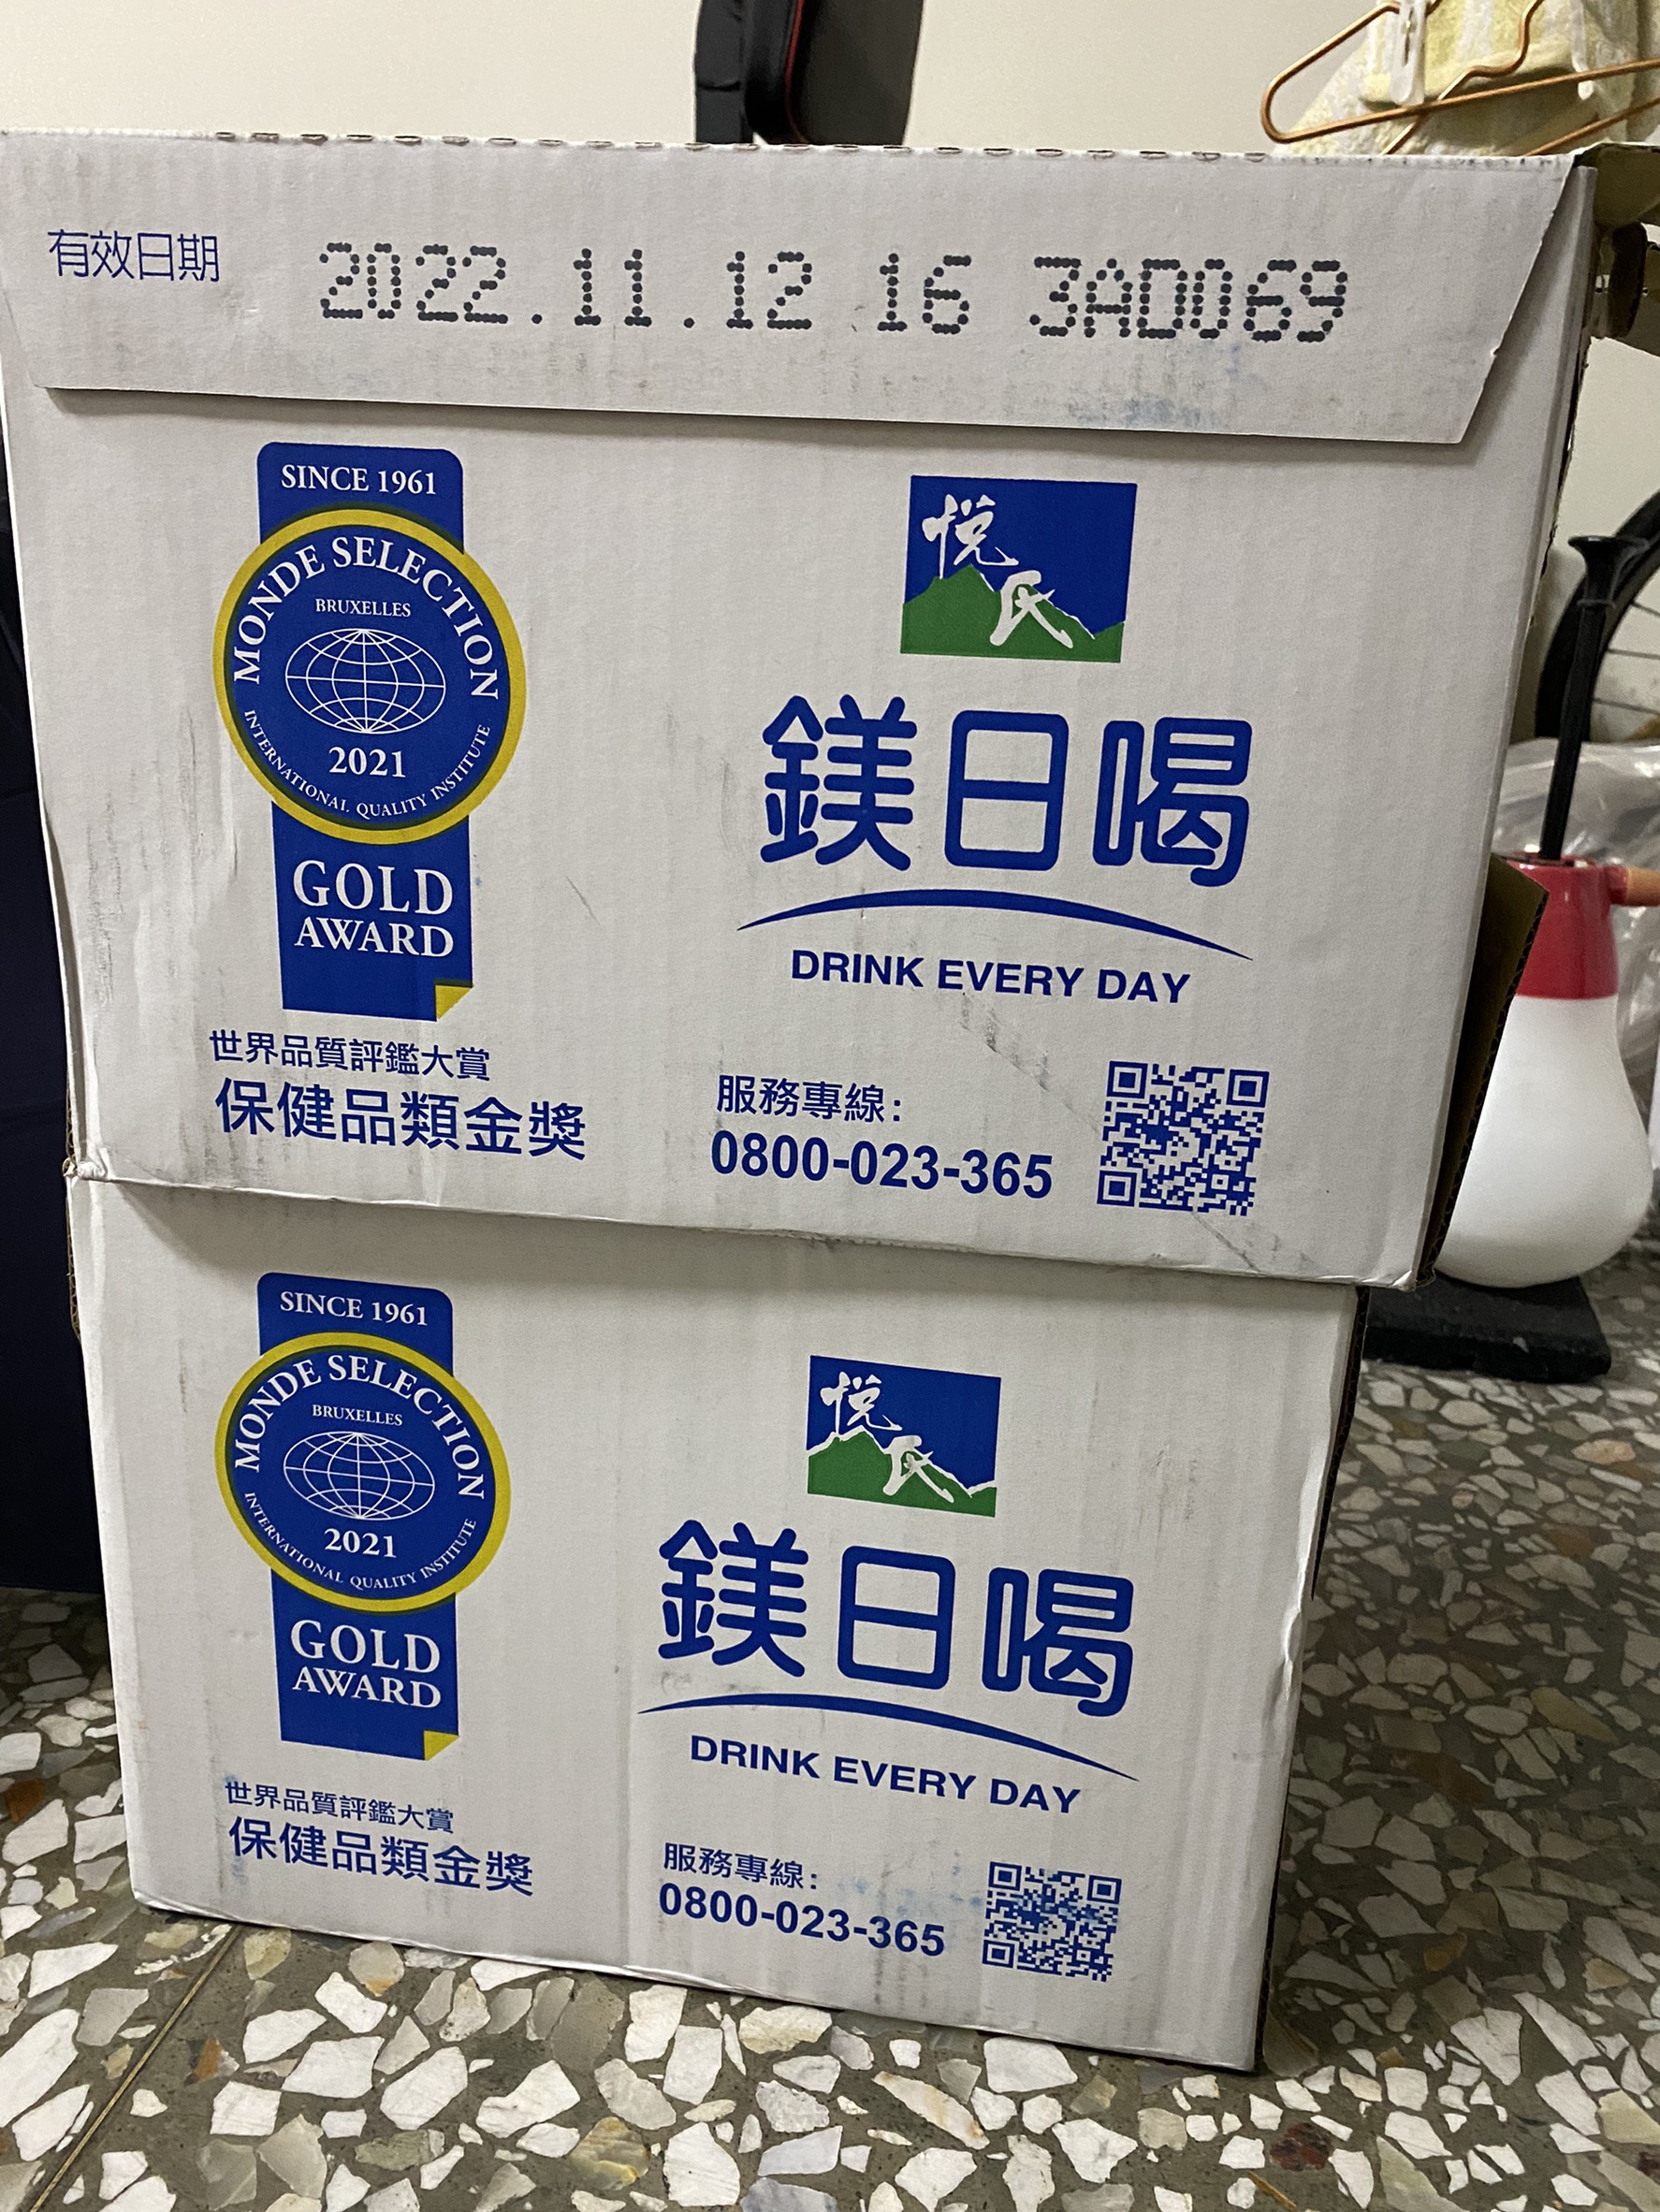 有效日期 2022.11.12 16 3AD069
SINCE 1961
MONDE SELECTION
BRUXELLES
2021
INTERNATIONAL QUALITY INSTITUTE
GOLD
AWARD
世界品質評鑑大賞
保健品類金獎
悅氏
鎂日喝
DRINK EVERY DAY
服務專線：
0800-023-365
SINCE 1961
MONDE SELECTION
BRUXELLES
2021
INTERNATIONAL QUALITY INSTITUTE
GOLD
AWARD
世界品質評鑑大賞
保健品類金獎
悅氏
鎂日喝
DRINK EVERY DAY
服務專線：
0800-023-365